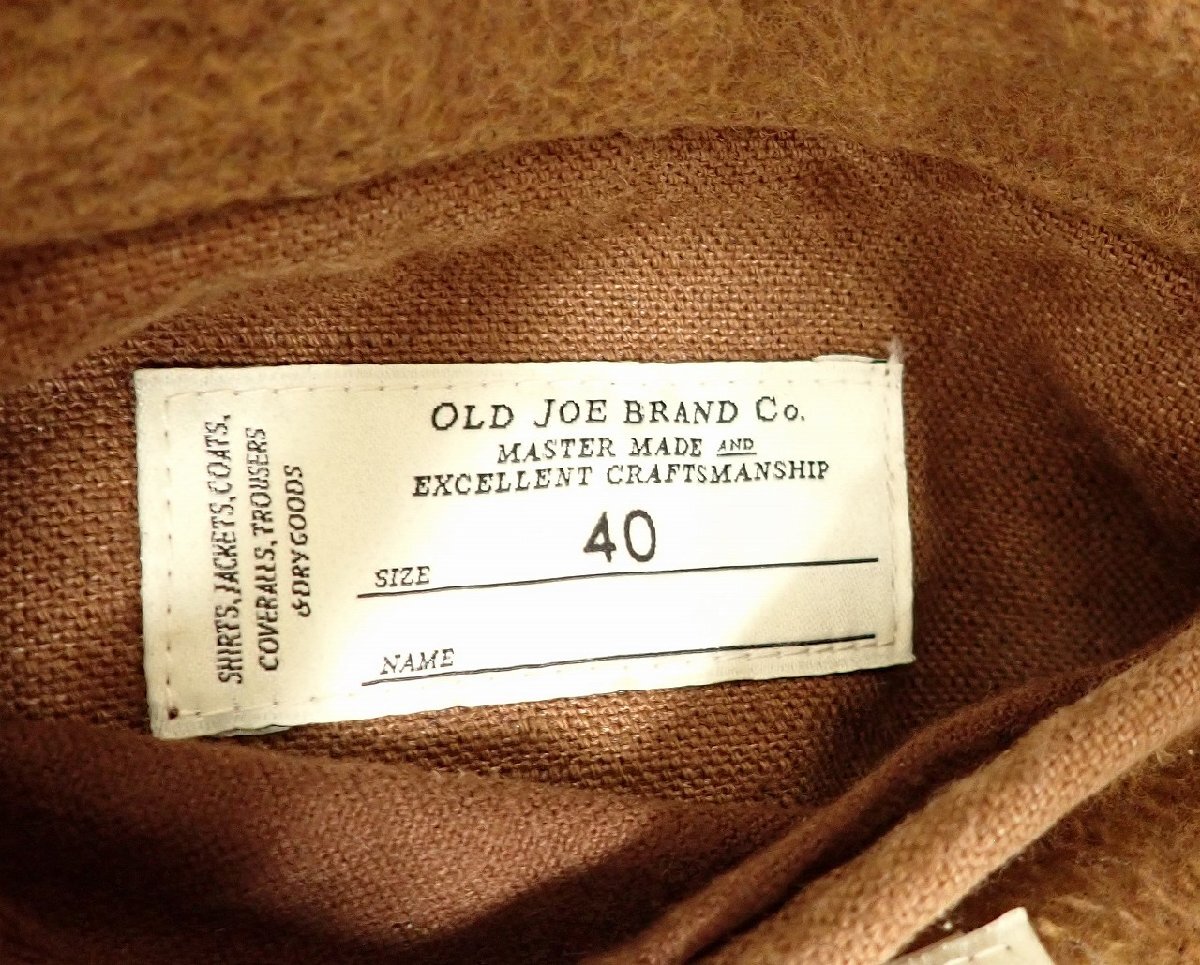 OLD JOE BRAND Co.
MASTER MADE AND
EXCELLENT CRAFTSMANSHIP
40
SIZE
NAME
SHIRTS, JACKETS, COATS,
COVERALLS, TROUSERS
& DRY GOODS